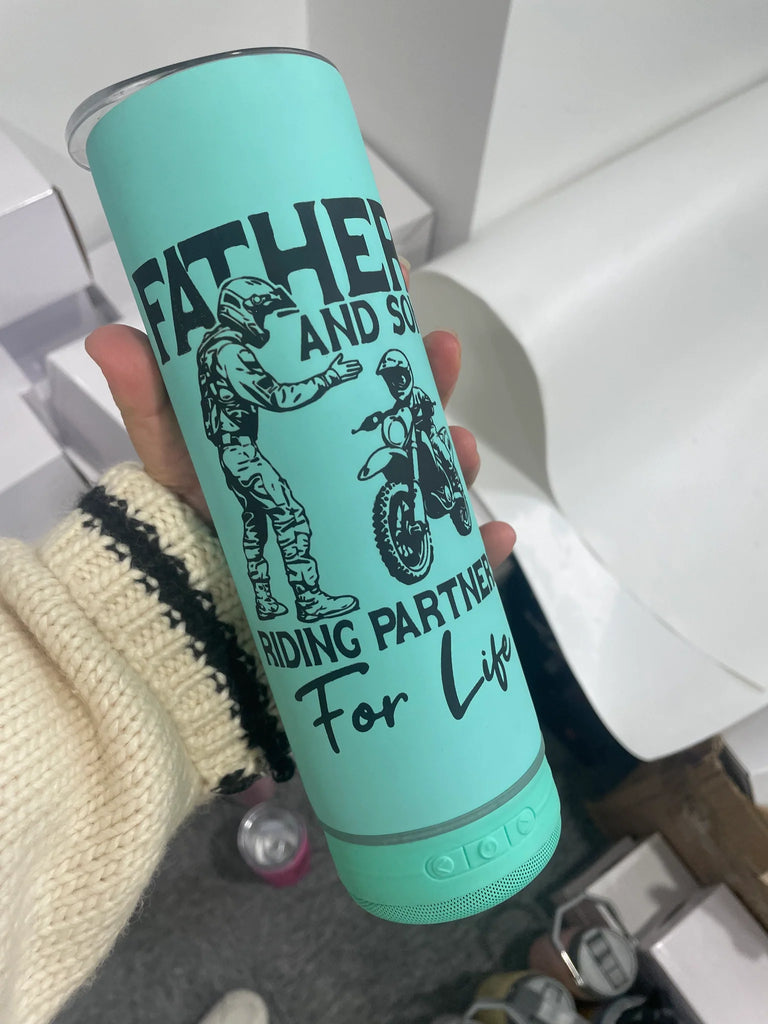 FATHER
AND SO
RIDING PARTNER
For Life